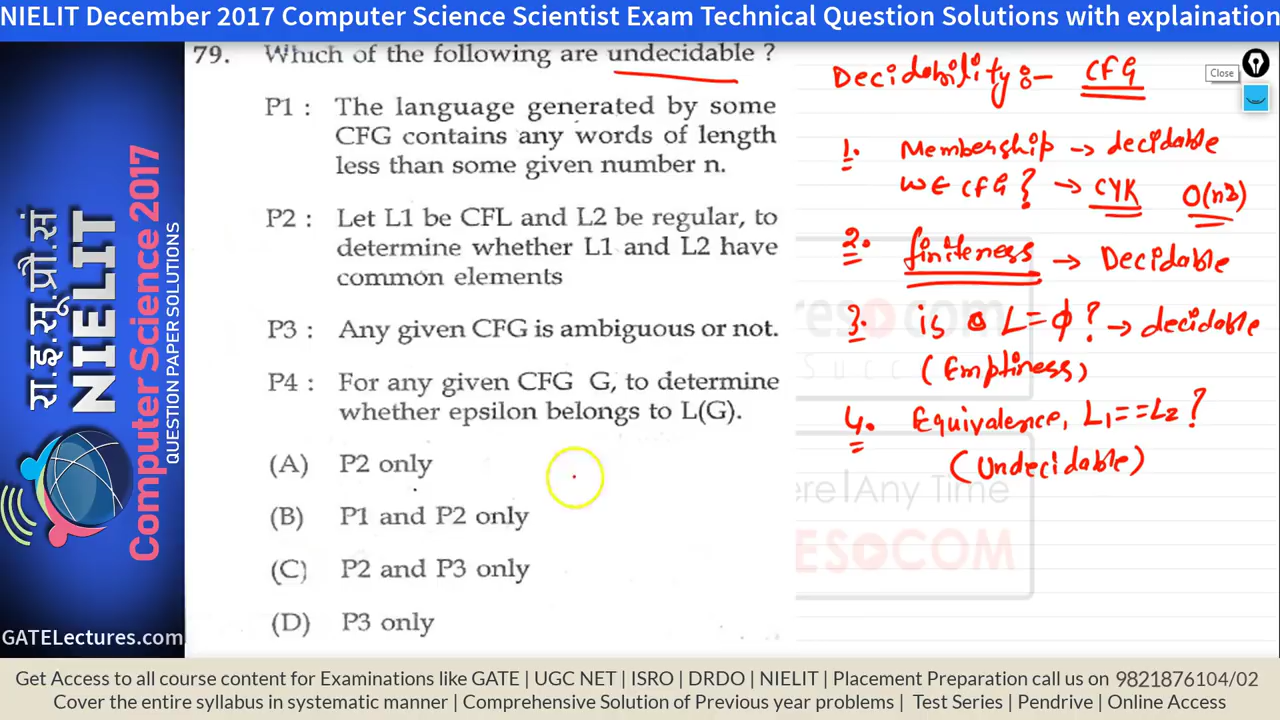 NIELIT December 2017 Computer Science Scientist Exam Technical Question Solutions with explaination
रा.इ.सू.प्रौ.सं
NIELIT
Computer Science 2017
QUESTION PAPER SOLUTIONS
GATELectures.com
79. Which of the following are undecidable ?
P1 : The language generated by some
CFG contains any words of length
less than some given number n.
P2 : Let L1 be CFL and L2 be regular, to
determine whether L1 and L2 have
common elements
P3 : Any given CFG is ambiguous or not.
P4 : For any given CFG G, to determine
whether epsilon belongs to L(G).
(A) P2 only
(B) P1 and P2 only
(C) P2 and P3 only
(D) P3 only
Decidability :- CFG
Close
1. Membership → decidable
W ∈ CFG ? → CYK O(n³)
2. finiteness → Decidable
3. is L = ϕ ? → decidable
(Emptiness)
4. Equivalence, L1 == L2 ?
(Undecidable)
ere|Any Time
ESO COM
Get Access to all course content for Examinations like GATE | UGC NET | ISRO | DRDO | NIELIT | Placement Preparation call us on 9821876104/02
Cover the entire syllabus in systematic manner | Comprehensive Solution of Previous year problems | Test Series | Pendrive | Online Access